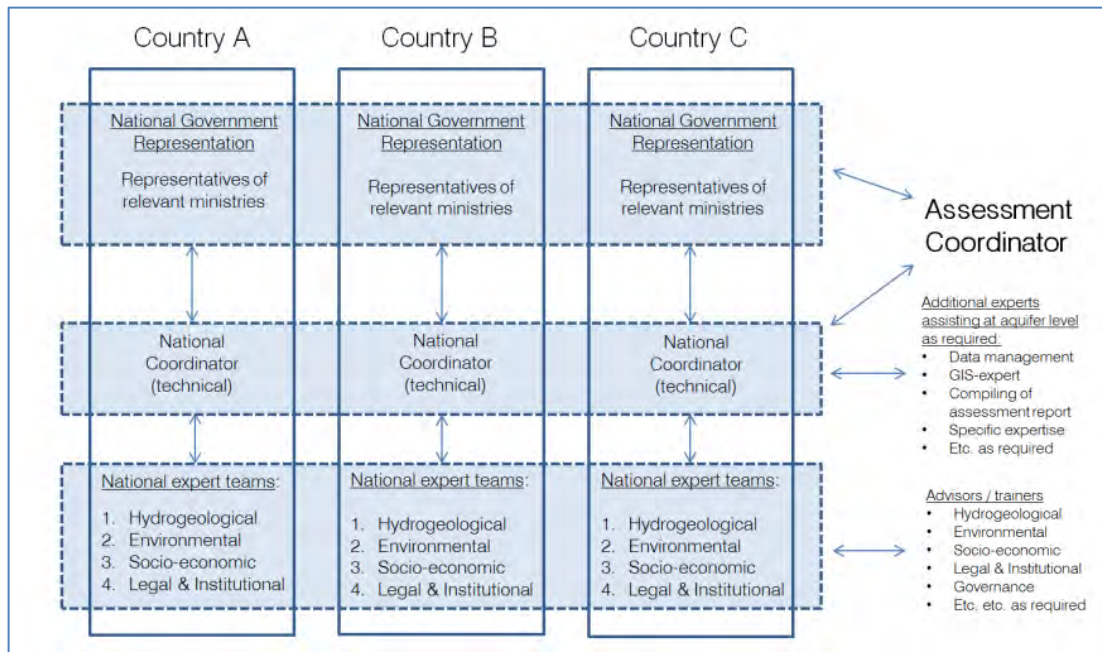 Country A
Country B
Country C
National Government
Representation
Representatives of
relevant ministries
National Government
Representation
Representatives of
relevant ministries
National Government
Representation
Representatives of
relevant ministries
Assessment
Coordinator
National
Coordinator
(technical)
National
Coordinator
(technical)
National
Coordinator
(technical)
Additional experts
assisting at aquifer level
as required:
• Data management
• GIS-expert
• Compiling of
assessment report
• Specific expertise
• Etc. as required
National expert teams:
1. Hydrogeological
2. Environmental
3. Socio-economic
4. Legal & Institutional
National expert teams:
1. Hydrogeological
2. Environmental
3. Socio-economic
4. Legal & Institutional
National expert teams:
1. Hydrogeological
2. Environmental
3. Socio-economic
4. Legal & Institutional
Advisors / trainers
• Hydrogeological
• Environmental
• Socio-economic
• Legal & Institutional
• Governance
• Etc. etc. as required